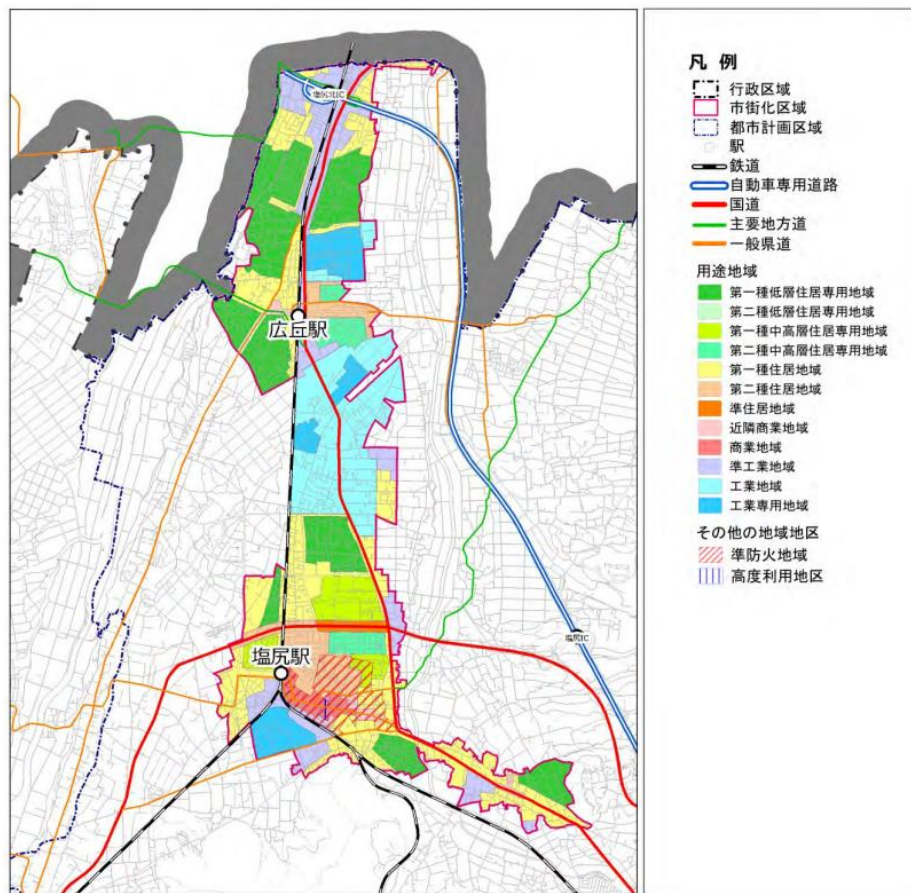 塩尻北IC
広丘駅
塩尻IC
塩尻駅
凡例
行政区域
市街化区域
都市計画区域
駅
鉄道
自動車専用道路
国道
主要地方道
一般県道
用途地域
第一種低層住居専用地域
第二種低層住居専用地域
第一種中高層住居専用地域
第二種中高層住居専用地域
第一種住居地域
第二種住居地域
準住居地域
近隣商業地域
商業地域
準工業地域
工業地域
工業専用地域
その他の地域地区
準防火地域
高度利用地区